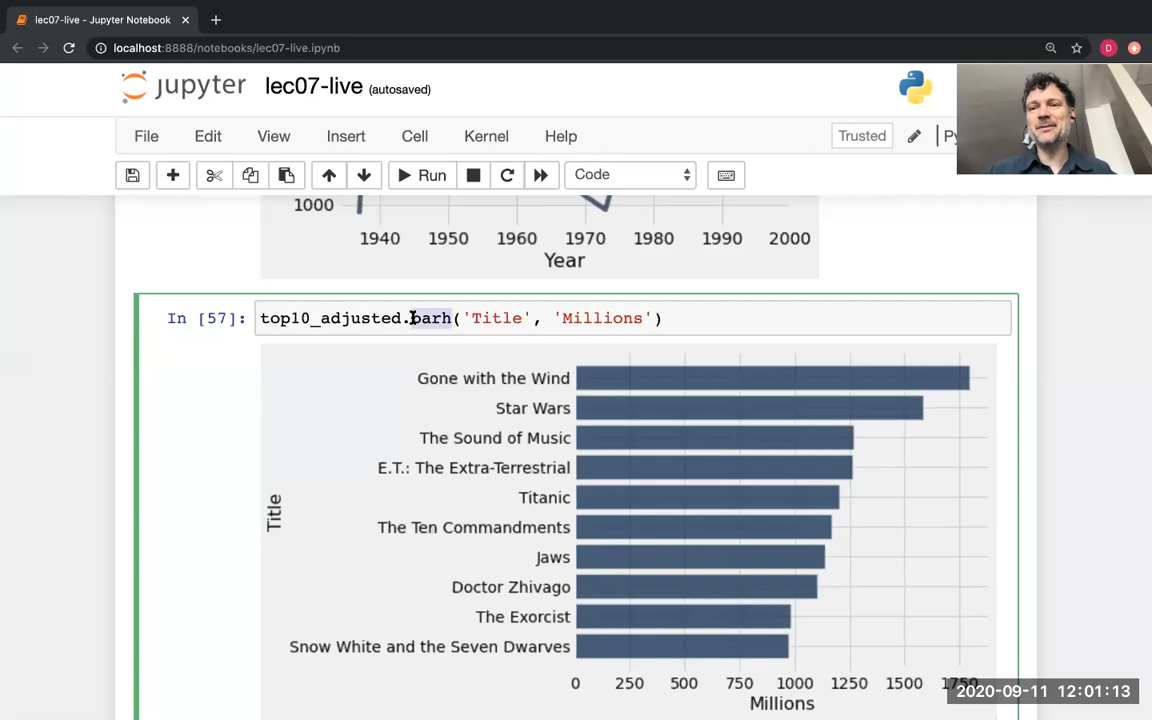 lec07-live - Jupyter Notebook
localhost:8888/notebooks/lec07-live.ipynb
D
jupyter lec07-live (autosaved)
File Edit View Insert Cell Kernel Help Trusted Py
Run Code
1000
1940 1950 1960 1970 1980 1990 2000
Year
In [57]: top10_adjusted.barh('Title', 'Millions')
Gone with the Wind
Star Wars
The Sound of Music
E.T.: The Extra-Terrestrial
Titanic
Title
The Ten Commandments
Jaws
Doctor Zhivago
The Exorcist
Snow White and the Seven Dwarves
0 250 500 750 1000 1250 1500 1750
Millions
2020-09-11 12:01:13